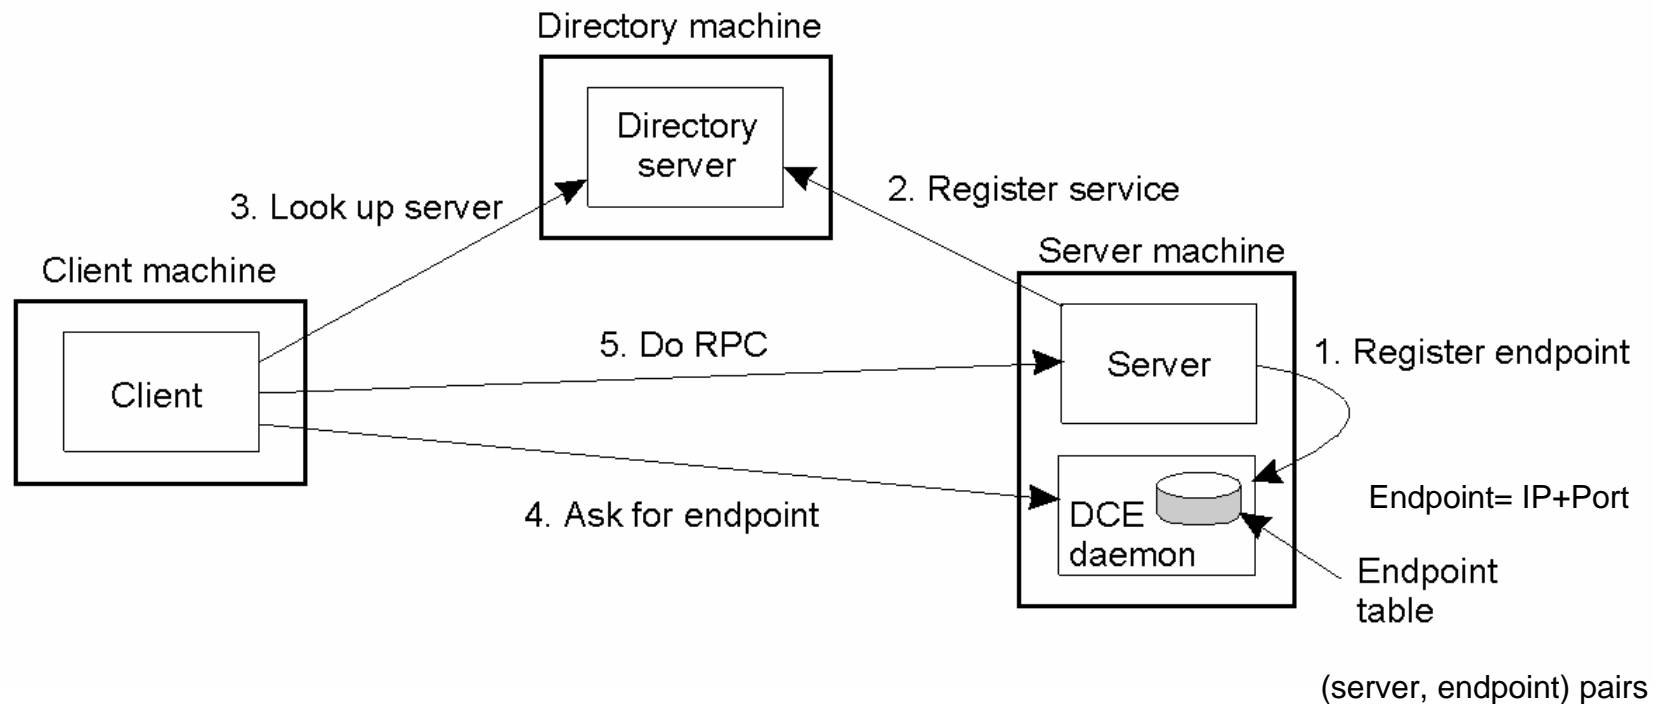 Directory machine
Directory
server
3. Look up server
2. Register service
Client machine
Server machine
5. Do RPC
1. Register endpoint
Client
Server
4. Ask for endpoint
DCE
daemon
Endpoint= IP+Port
Endpoint
table
(server, endpoint) pairs